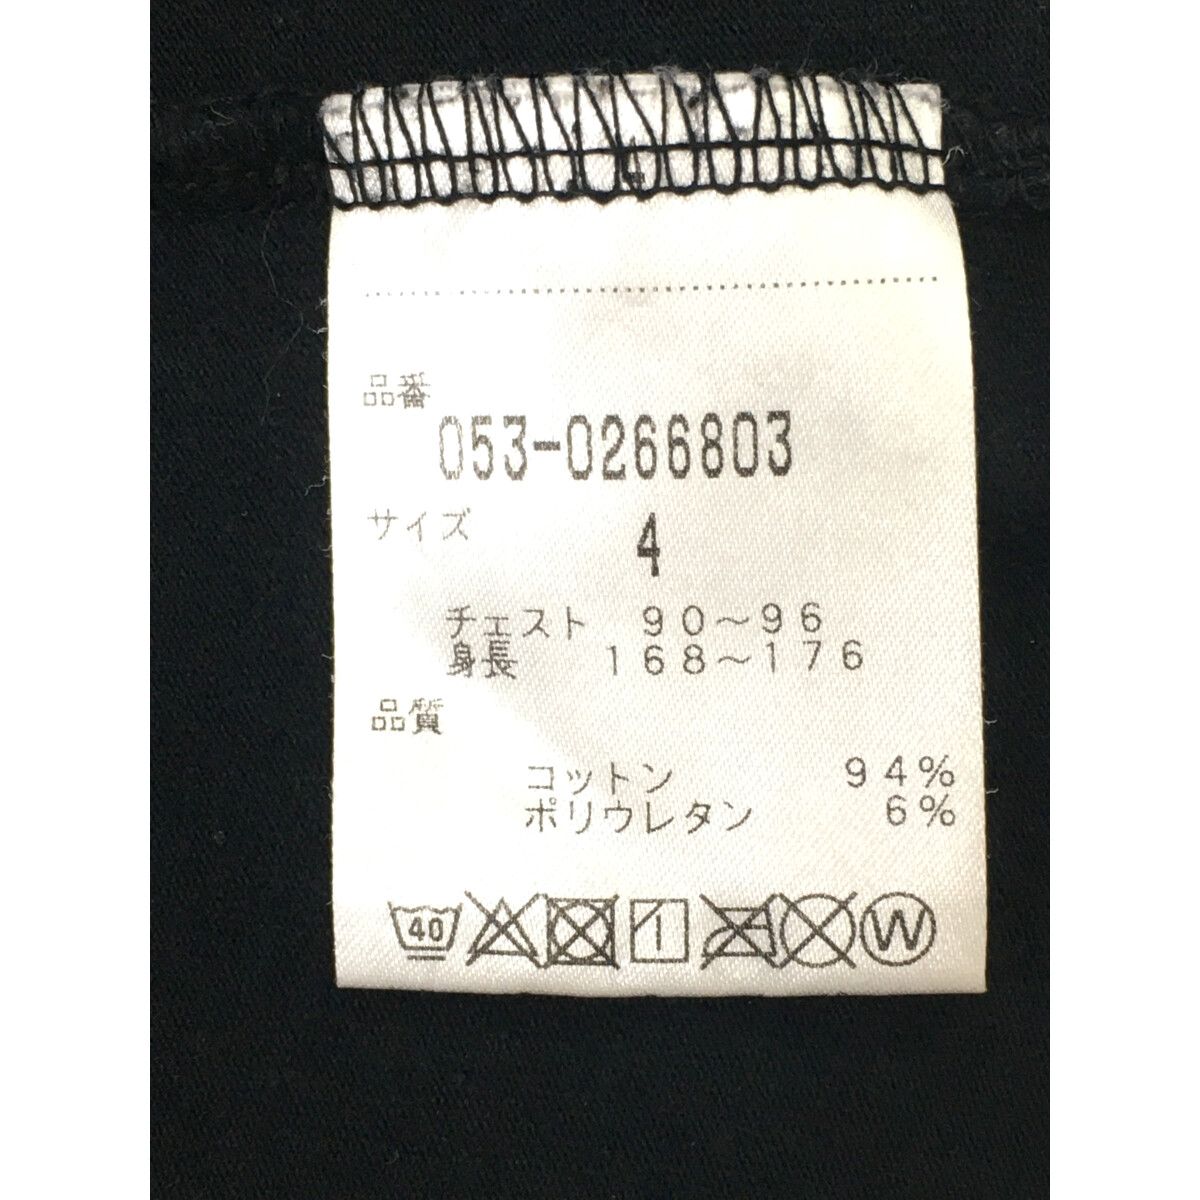 品番
053-0266803
サイズ 4
チェスト 90〜96
身長 168〜176
品質
コットン 94%
ポリウレタン 6%
40 W